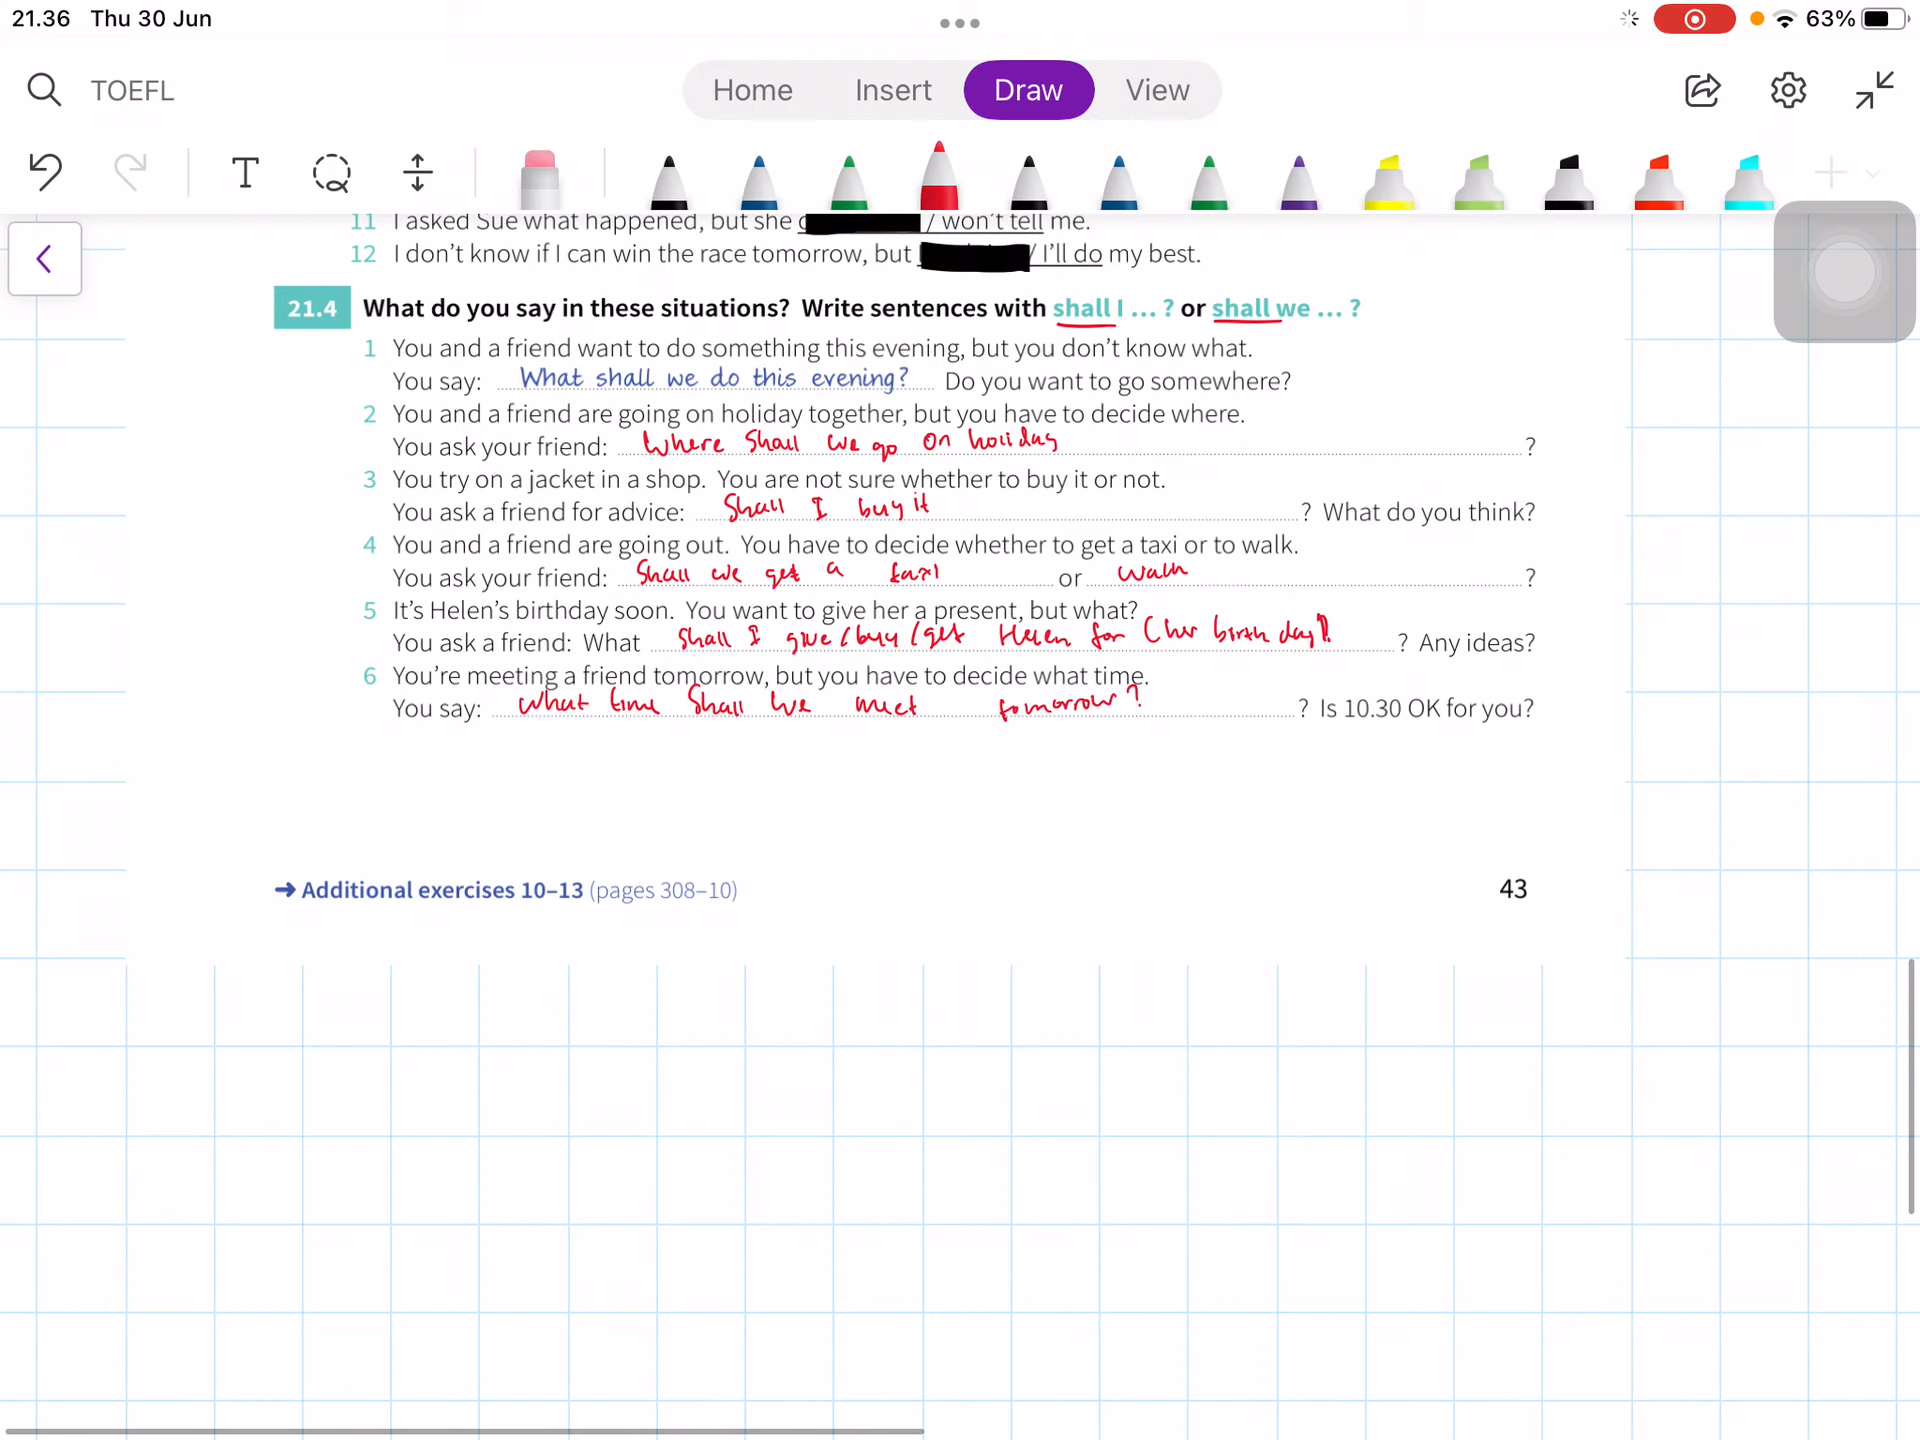 21.36 Thu 30 Jun 63%
TOEFL Home Insert Draw View
T
11 I asked Sue what happened, but she / won't tell me.
12 I don't know if I can win the race tomorrow, but / I'll do my best.
21.4 What do you say in these situations? Write sentences with shall I ... ? or shall we ... ?
1 You and a friend want to do something this evening, but you don't know what.
You say: What shall we do this evening? Do you want to go somewhere?
2 You and a friend are going on holiday together, but you have to decide where.
You ask your friend: Where Shall we go on holiday ?
3 You try on a jacket in a shop. You are not sure whether to buy it or not.
You ask a friend for advice: Shall I buy it ? What do you think?
4 You and a friend are going out. You have to decide whether to get a taxi or to walk.
You ask your friend: Shall we get a taxi or walk ?
5 It's Helen's birthday soon. You want to give her a present, but what?
You ask a friend: What shall I give/buy/get Helen for (her birthday) ? Any ideas?
6 You're meeting a friend tomorrow, but you have to decide what time.
You say: What time Shall we meet tomorrow? ? Is 10.30 OK for you?
➜ Additional exercises 10–13 (pages 308–10) 43